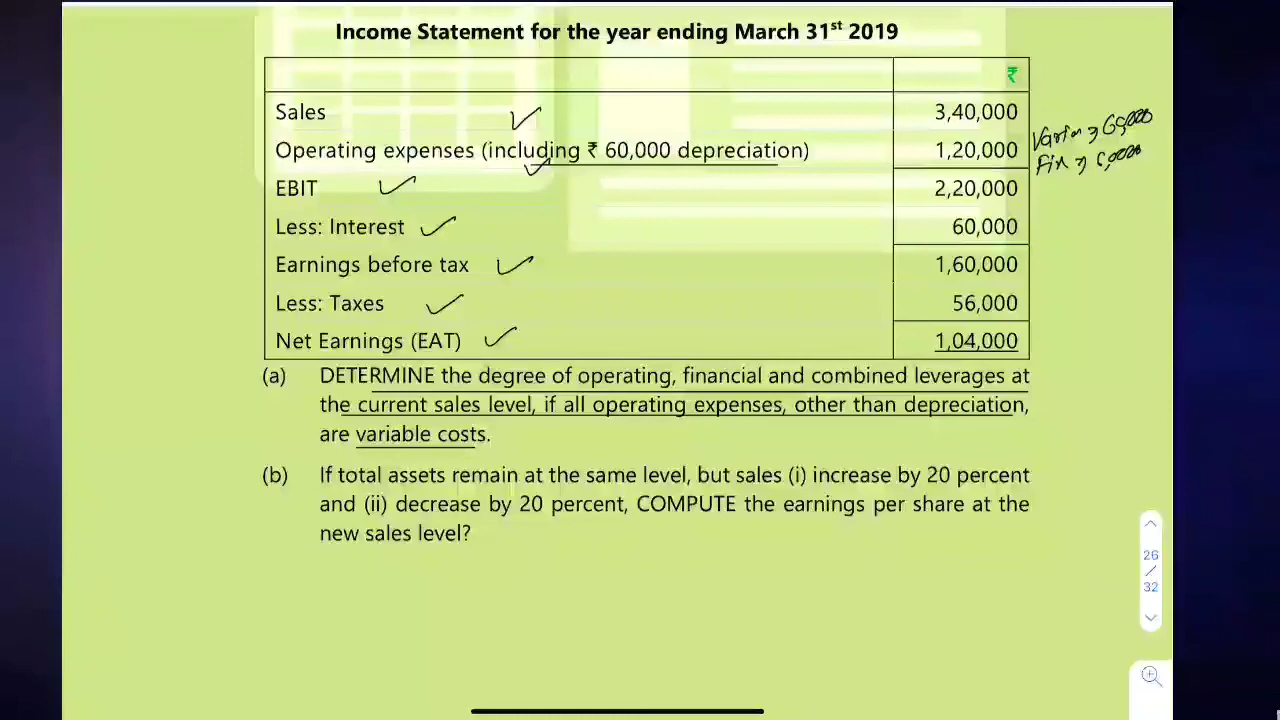 Income Statement for the year ending March 31st 2019
₹
Sales 3,40,000
Operating expenses (including ₹ 60,000 depreciation) 1,20,000
EBIT 2,20,000
Less: Interest 60,000
Earnings before tax 1,60,000
Less: Taxes 56,000
Net Earnings (EAT) 1,04,000
(a) DETERMINE the degree of operating, financial and combined leverages at
the current sales level, if all operating expenses, other than depreciation,
are variable costs.
(b) If total assets remain at the same level, but sales (i) increase by 20 percent
and (ii) decrease by 20 percent, COMPUTE the earnings per share at the
new sales level?
26
/
32